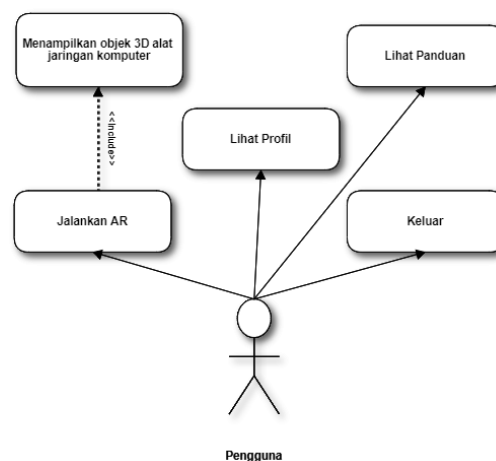 Menampilkan objek 3D alat
jaringan komputer
Lihat Panduan
<<Include>>
Lihat Profil
Jalankan AR
Keluar
Pengguna